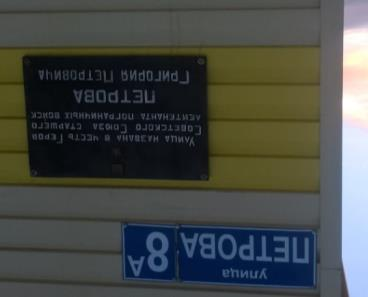 Улица названа в честь Героя
Советского Союза старшего
лейтенанта пограничных войск
ПЕТРОВА
Григория Петровича
улица
ПЕТРОВА
8А